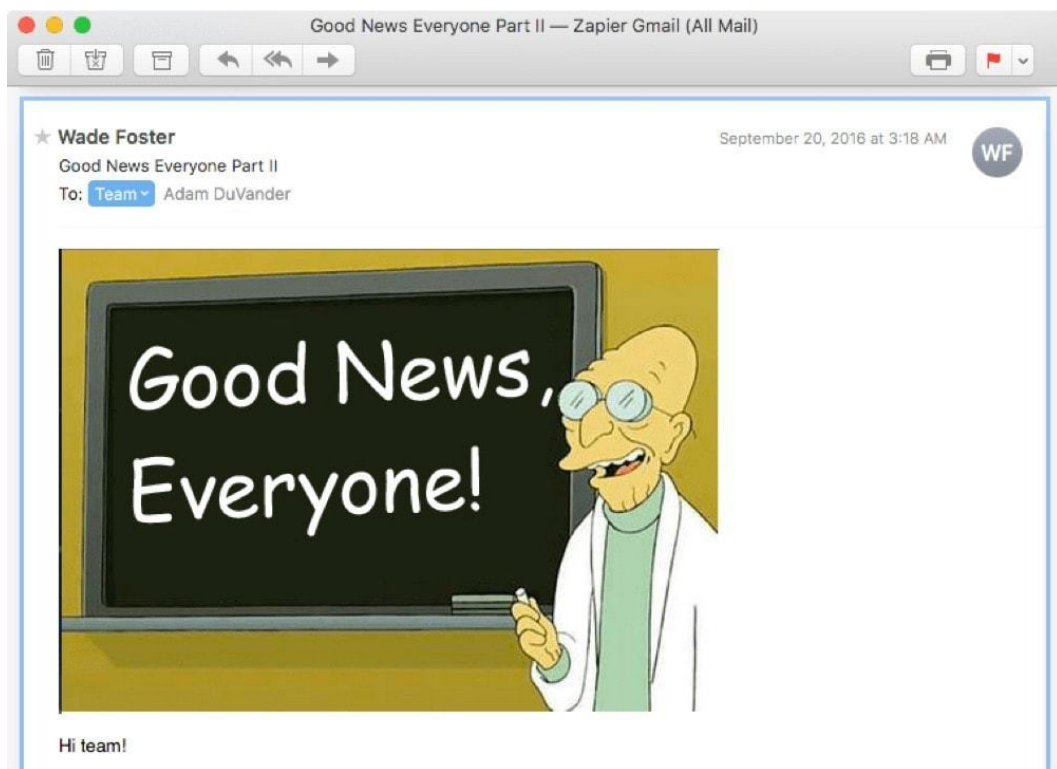 Good News Everyone Part II — Zapier Gmail (All Mail)
Wade Foster
September 20, 2016 at 3:18 AM
WF
Good News Everyone Part II
To: Team Adam DuVander
Good News,
Everyone!
Hi team!